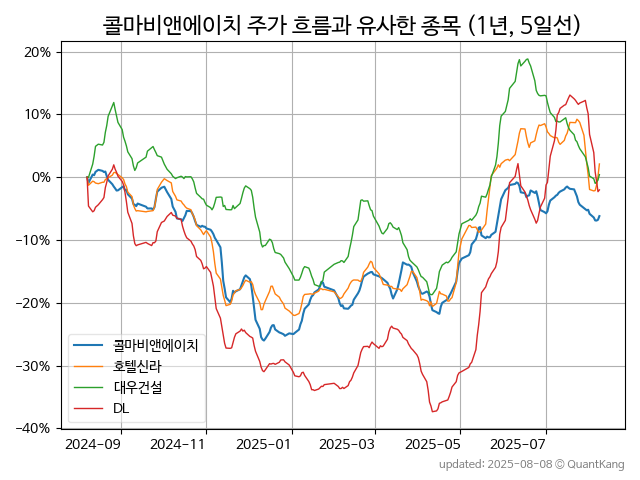 콜마비앤에이치 주가 흐름과 유사한 종목 (1년, 5일선)
20%
10%
0%
−10%
−20%
−30%
−40%
콜마비앤에이치
호텔신라
대우건설
DL
2024-09
2024-11
2025-01
2025-03
2025-05
2025-07
updated: 2025-08-08 © QuantKang